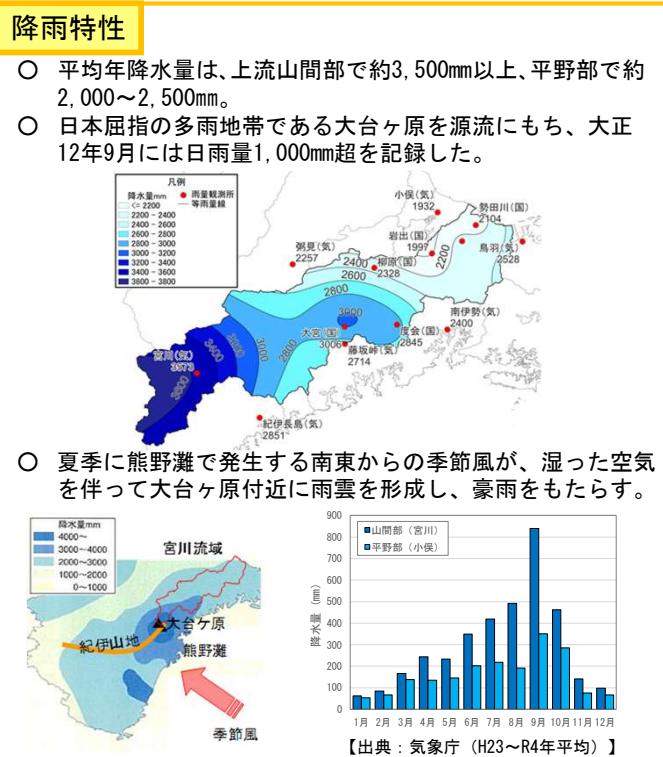 降雨特性
○ 平均年降水量は、上流山間部で約3,500mm以上、平野部で約
2,000～2,500mm。
○ 日本屈指の多雨地帯である大台ヶ原を源流にもち、大正
12年9月には日雨量1,000mm超を記録した。
凡例
降水量mm
● 雨量観測所
― 等雨量線
<= 2200
2200 - 2400
2400 - 2600
2600 - 2800
2800 - 3000
3000 - 3200
3200 - 3400
3400 - 3600
3600 - 3800
小俣(気)
1932
勢田川(国)
2104
岩出(国)
1997
鳥羽(気)
2528
粥見(気)
2257
柳原(国)
2328
南伊勢(気)
2400
大宮(国)
3006
度会(国)
2845
藤坂峠(気)
2714
宮川(気)
3573
紀伊長島(気)
2851
2200
2400
2600
2800
3000
2800
3000
3400
3600
○ 夏季に熊野灘で発生する南東からの季節風が、湿った空気
を伴って大台ヶ原付近に雨雲を形成し、豪雨をもたらす。
降水量mm
4000～
3000～4000
2000～3000
1000～2000
0～1000
宮川流域
大台ケ原
紀伊山地
熊野灘
季節風
降水量 (mm)
900
800
700
600
500
400
300
200
100
0
■山間部（宮川）
■平野部（小俣）
1月 2月 3月 4月 5月 6月 7月 8月 9月 10月 11月 12月
【出典：気象庁（H23～R4年平均）】